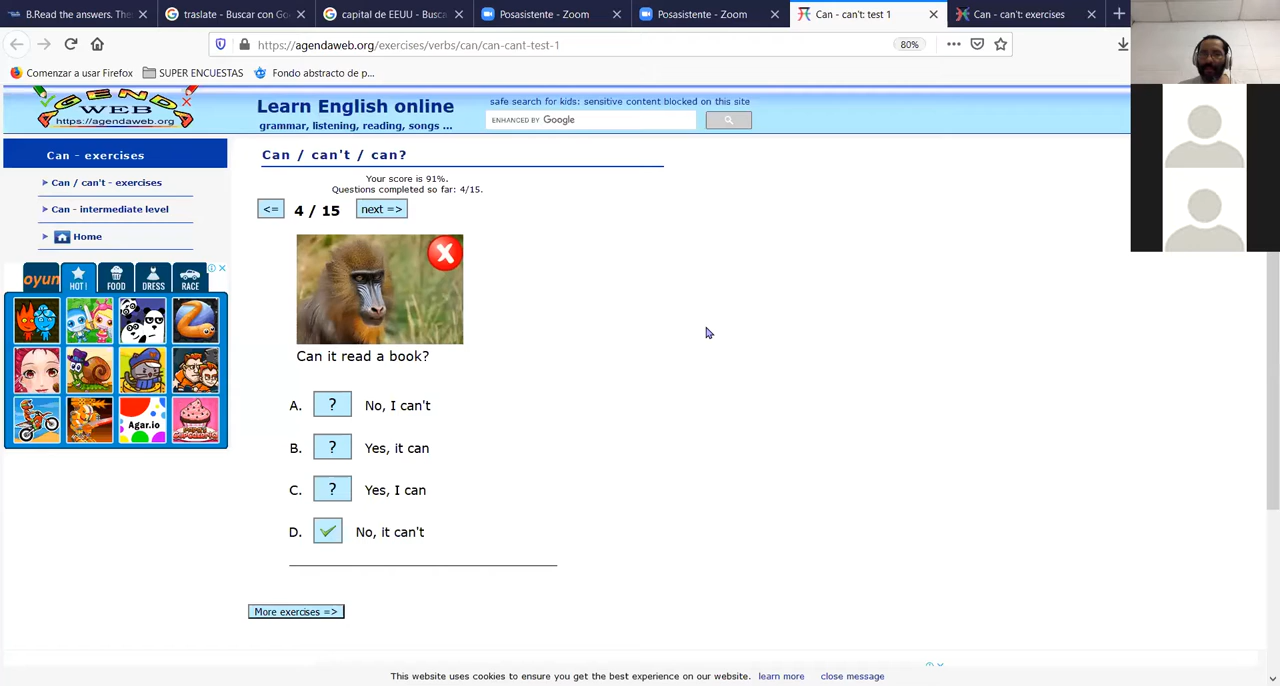 B.Read the answers. The
traslate - Buscar con Go
capital de EEUU - Busca
Posasistente - Zoom
Posasistente - Zoom
Can - can't: test 1
Can - can't: exercises
https://agendaweb.org/exercises/verbs/can/can-cant-test-1
80%
Comenzar a usar Firefox
SUPER ENCUESTAS
Fondo abstracto de p...
GEND
WEB
https://agendaweb.org
Learn English online
grammar, listening, reading, songs ...
safe search for kids: sensitive content blocked on this site
ENHANCED BY Google
Can - exercises
Can / can't - exercises
Can - intermediate level
Home
oyun
HOT!
FOOD
DRESS
RACE
Agar.io
Can / can't / can?
Your score is 91%.
Questions completed so far: 4/15.
<= 4 / 15 next =>
Can it read a book?
A. ? No, I can't
B. ? Yes, it can
C. ? Yes, I can
D. No, it can't
More exercises =>
This website uses cookies to ensure you get the best experience on our website. learn more close message